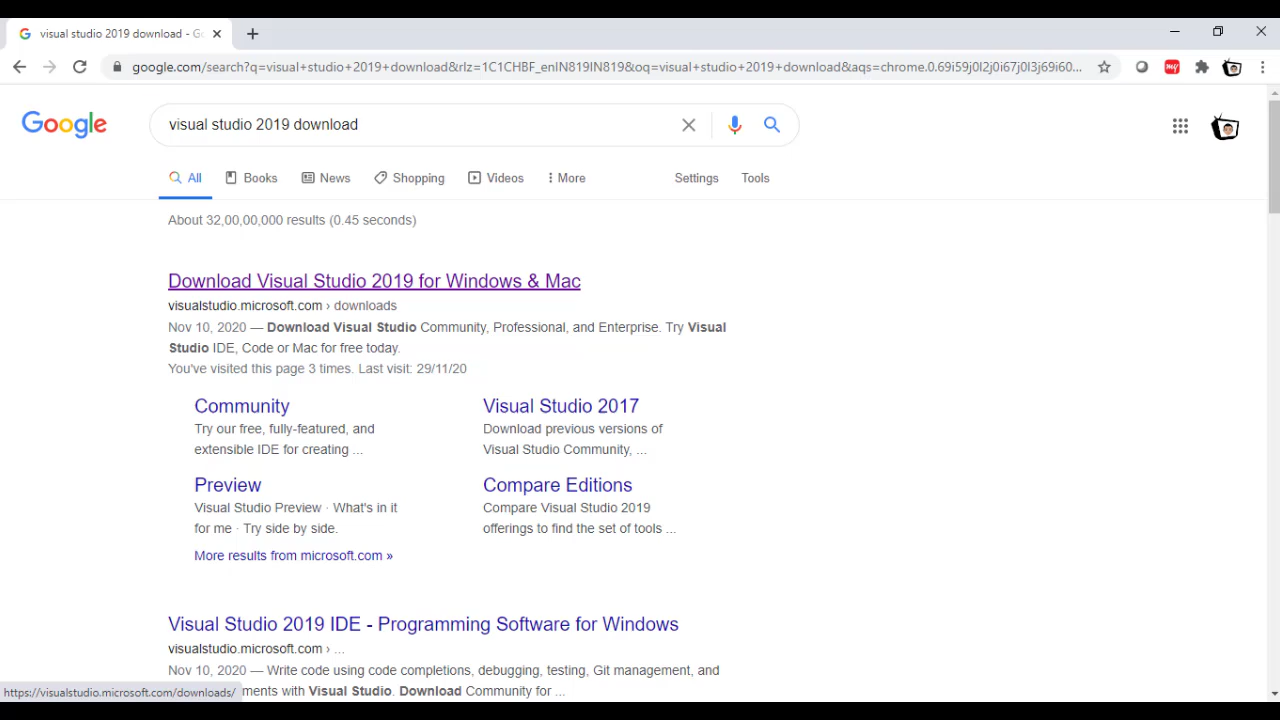 visual studio 2019 download - Go
google.com/search?q=visual+studio+2019+download&rlz=1C1CHBF_enIN819IN819&oq=visual+studio+2019+download&aqs=chrome.0.69i59j0l2j0i67j0l3j69i60...
Google
visual studio 2019 download
All Books News Shopping Videos More Settings Tools
About 32,00,00,000 results (0.45 seconds)
Download Visual Studio 2019 for Windows & Mac
visualstudio.microsoft.com › downloads
Nov 10, 2020 — Download Visual Studio Community, Professional, and Enterprise. Try Visual
Studio IDE, Code or Mac for free today.
You've visited this page 3 times. Last visit: 29/11/20
Community
Try our free, fully-featured, and
extensible IDE for creating ...
Visual Studio 2017
Download previous versions of
Visual Studio Community, ...
Preview
Visual Studio Preview · What's in it
for me · Try side by side.
Compare Editions
Compare Visual Studio 2019
offerings to find the set of tools ...
More results from microsoft.com »
Visual Studio 2019 IDE - Programming Software for Windows
visualstudio.microsoft.com › ...
Nov 10, 2020 — Write code using code completions, debugging, testing, Git management, and
ments with Visual Studio. Download Community for ...
https://visualstudio.microsoft.com/downloads/